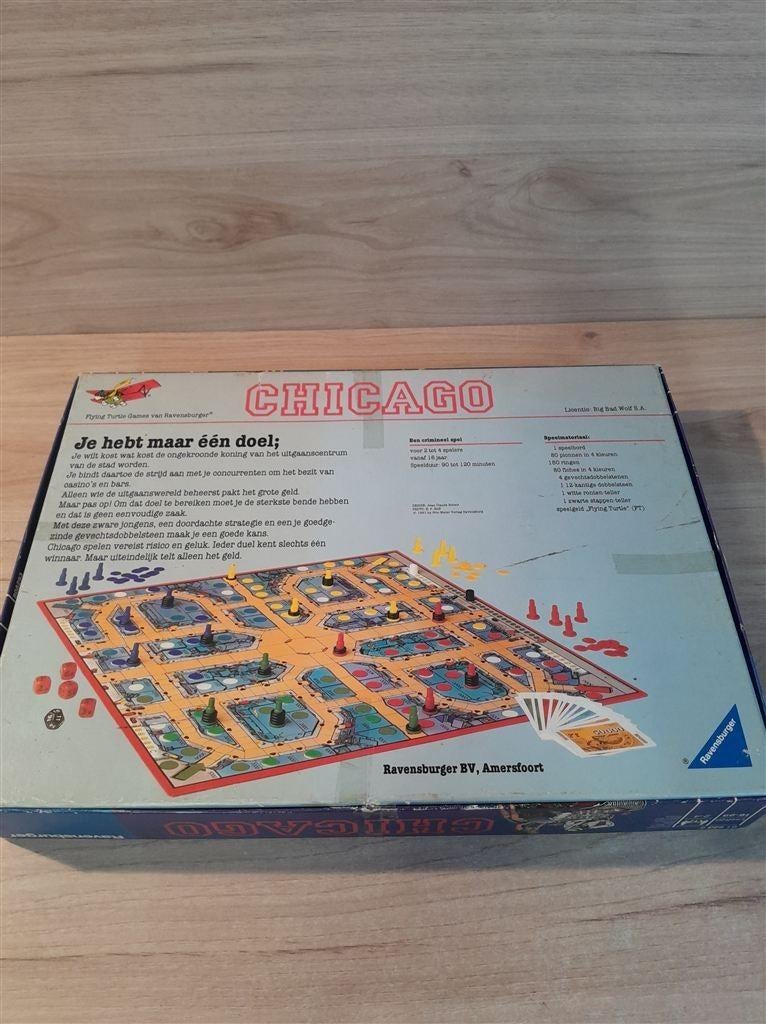 CHICAGO
Flying Turtle Games van Ravensburger®
Licentie: Big Bad Wolf S.A.
Je hebt maar één doel;
Je wilt kost wat kost de ongekroonde koning van het uitgaanscentrum
van de stad worden.
Je bindt daartoe de strijd aan met je concurrenten om het bezit van
casino's en bars.
Alleen wie de uitgaanswereld beheerst pakt het grote geld.
Maar pas op! Om dat doel te bereiken moet je de sterkste bende hebben
en dat is geen eenvoudige zaak.
Met deze zware jongens, een doordachte strategie en een je goedge-
zinde gevechtsdobbelsteen maak je een goede kans.
Chicago spelen vereist risico en geluk. Ieder duel kent slechts één
winnaar. Maar uiteindelijk telt alleen het geld.
Een crimineel spel
voor 2 tot 4 spelers
vanaf 16 jaar
Speelduur: 90 tot 120 minuten
Speelmateriaal:
1 speelbord
80 pionnen in 4 kleuren
150 ringen
80 fiches in 4 kleuren
4 gevechtsdobbelstenen
1 12-kantige dobbelsteen
1 witte ronten-teller
1 zwarte stappen-teller
speelgeld „Flying Turtle" (FT)
Ravensburger BV, Amersfoort
Ravensburger
®
Ravensburger
CHICAGO